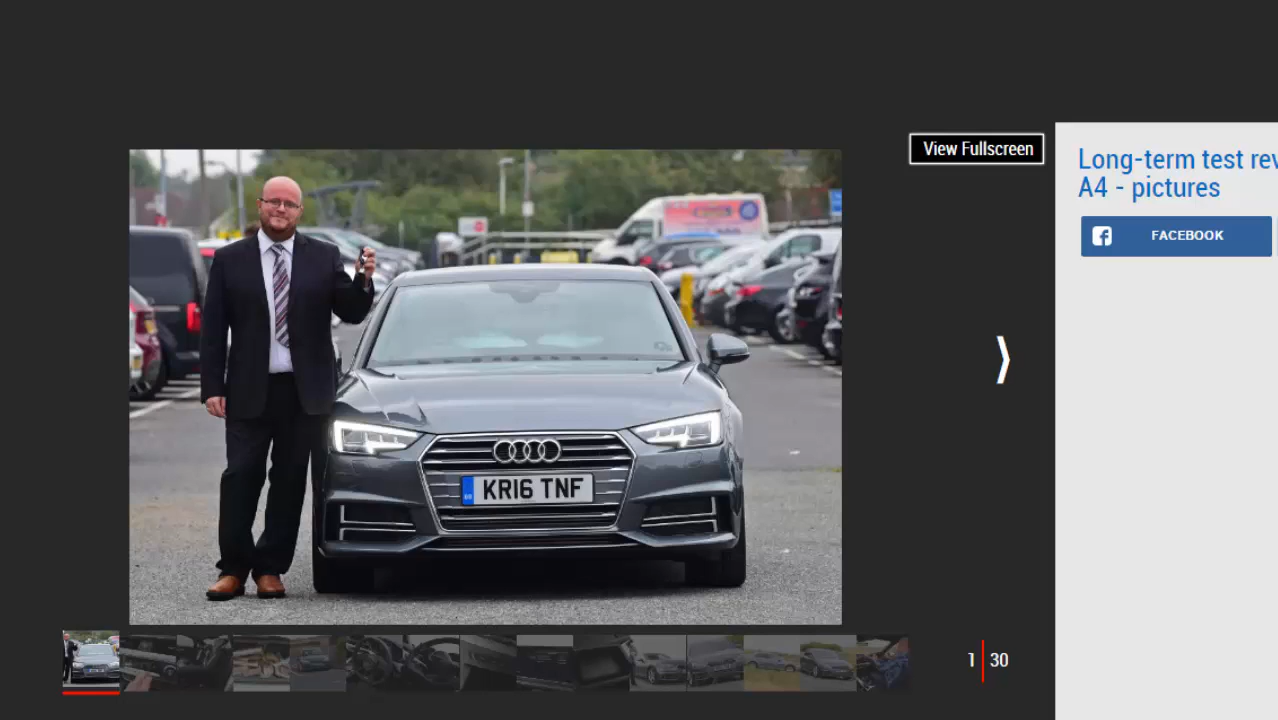 View Fullscreen
Long-term test rev
A4 - pictures
FACEBOOK
KR16 TNF
1 30